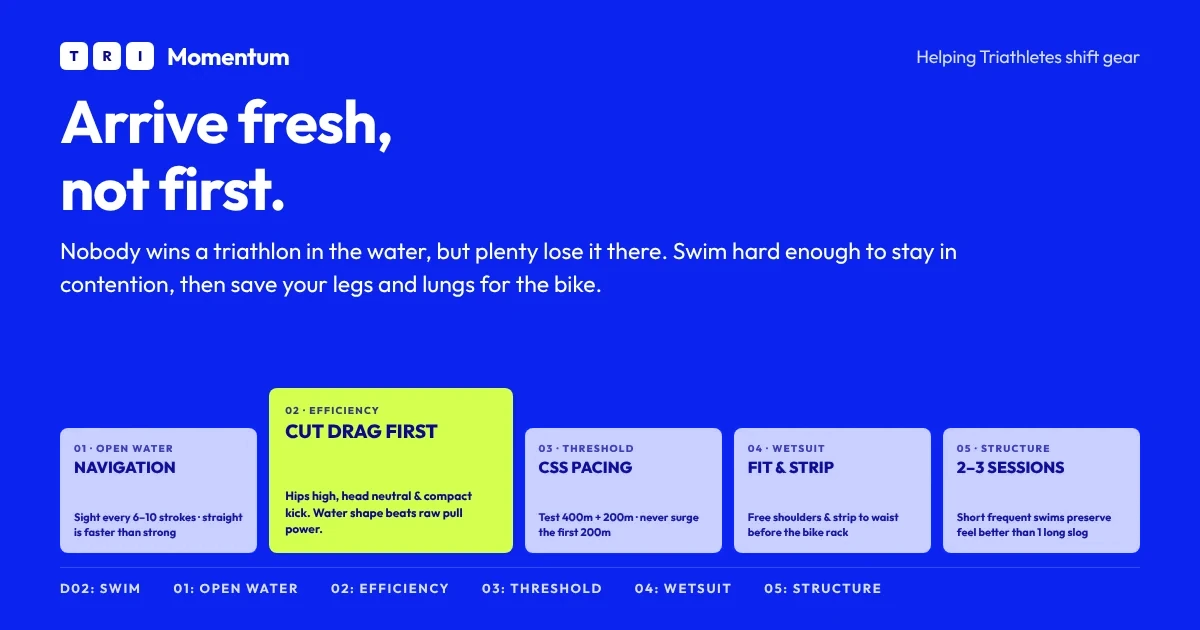 T R I Momentum
Helping Triathletes shift gear
Arrive fresh,
not first.
Nobody wins a triathlon in the water, but plenty lose it there. Swim hard enough to stay in
contention, then save your legs and lungs for the bike.
01 · OPEN WATER
NAVIGATION
Sight every 6–10 strokes · straight
is faster than strong
02 · EFFICIENCY
CUT DRAG FIRST
Hips high, head neutral & compact
kick. Water shape beats raw pull
power.
03 · THRESHOLD
CSS PACING
Test 400m + 200m · never surge
the first 200m
04 · WETSUIT
FIT & STRIP
Free shoulders & strip to waist
before the bike rack
05 · STRUCTURE
2–3 SESSIONS
Short frequent swims preserve
feel better than 1 long slog
D02: SWIM 01: OPEN WATER 02: EFFICIENCY 03: THRESHOLD 04: WETSUIT 05: STRUCTURE